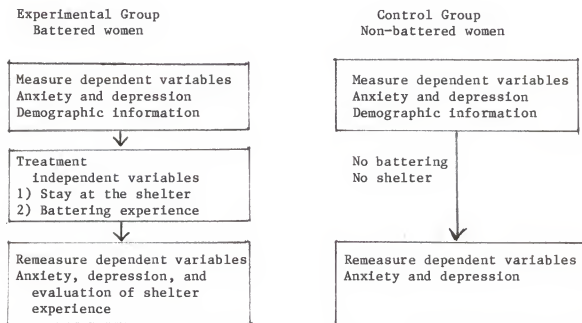 Experimental Group
Battered women
Measure dependent variables
Anxiety and depression
Demographic information
Treatment
independent variables
1) Stay at the shelter
2) Battering experience
Remeasure dependent variables
Anxiety, depression, and
evaluation of shelter
experience
Control Group
Non-battered women
Measure dependent variables
Anxiety and depression
Demographic information
No battering
No shelter
Remeasure dependent variables
Anxiety and depression